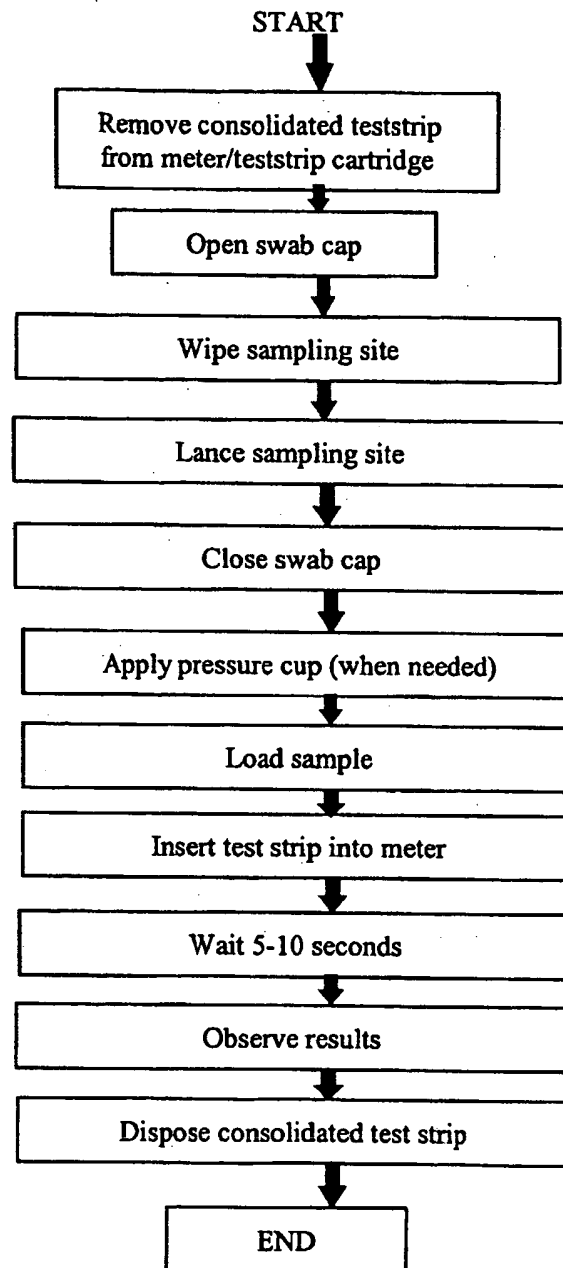 START
Remove consolidated teststrip
from meter/teststrip cartridge
Open swab cap
Wipe sampling site
Lance sampling site
Close swab cap
Apply pressure cup (when needed)
Load sample
Insert test strip into meter
Wait 5-10 seconds
Observe results
Dispose consolidated test strip
END